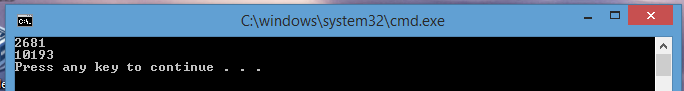 C:\windows\system32\cmd.exe
2681
10193
Press any key to continue . . .